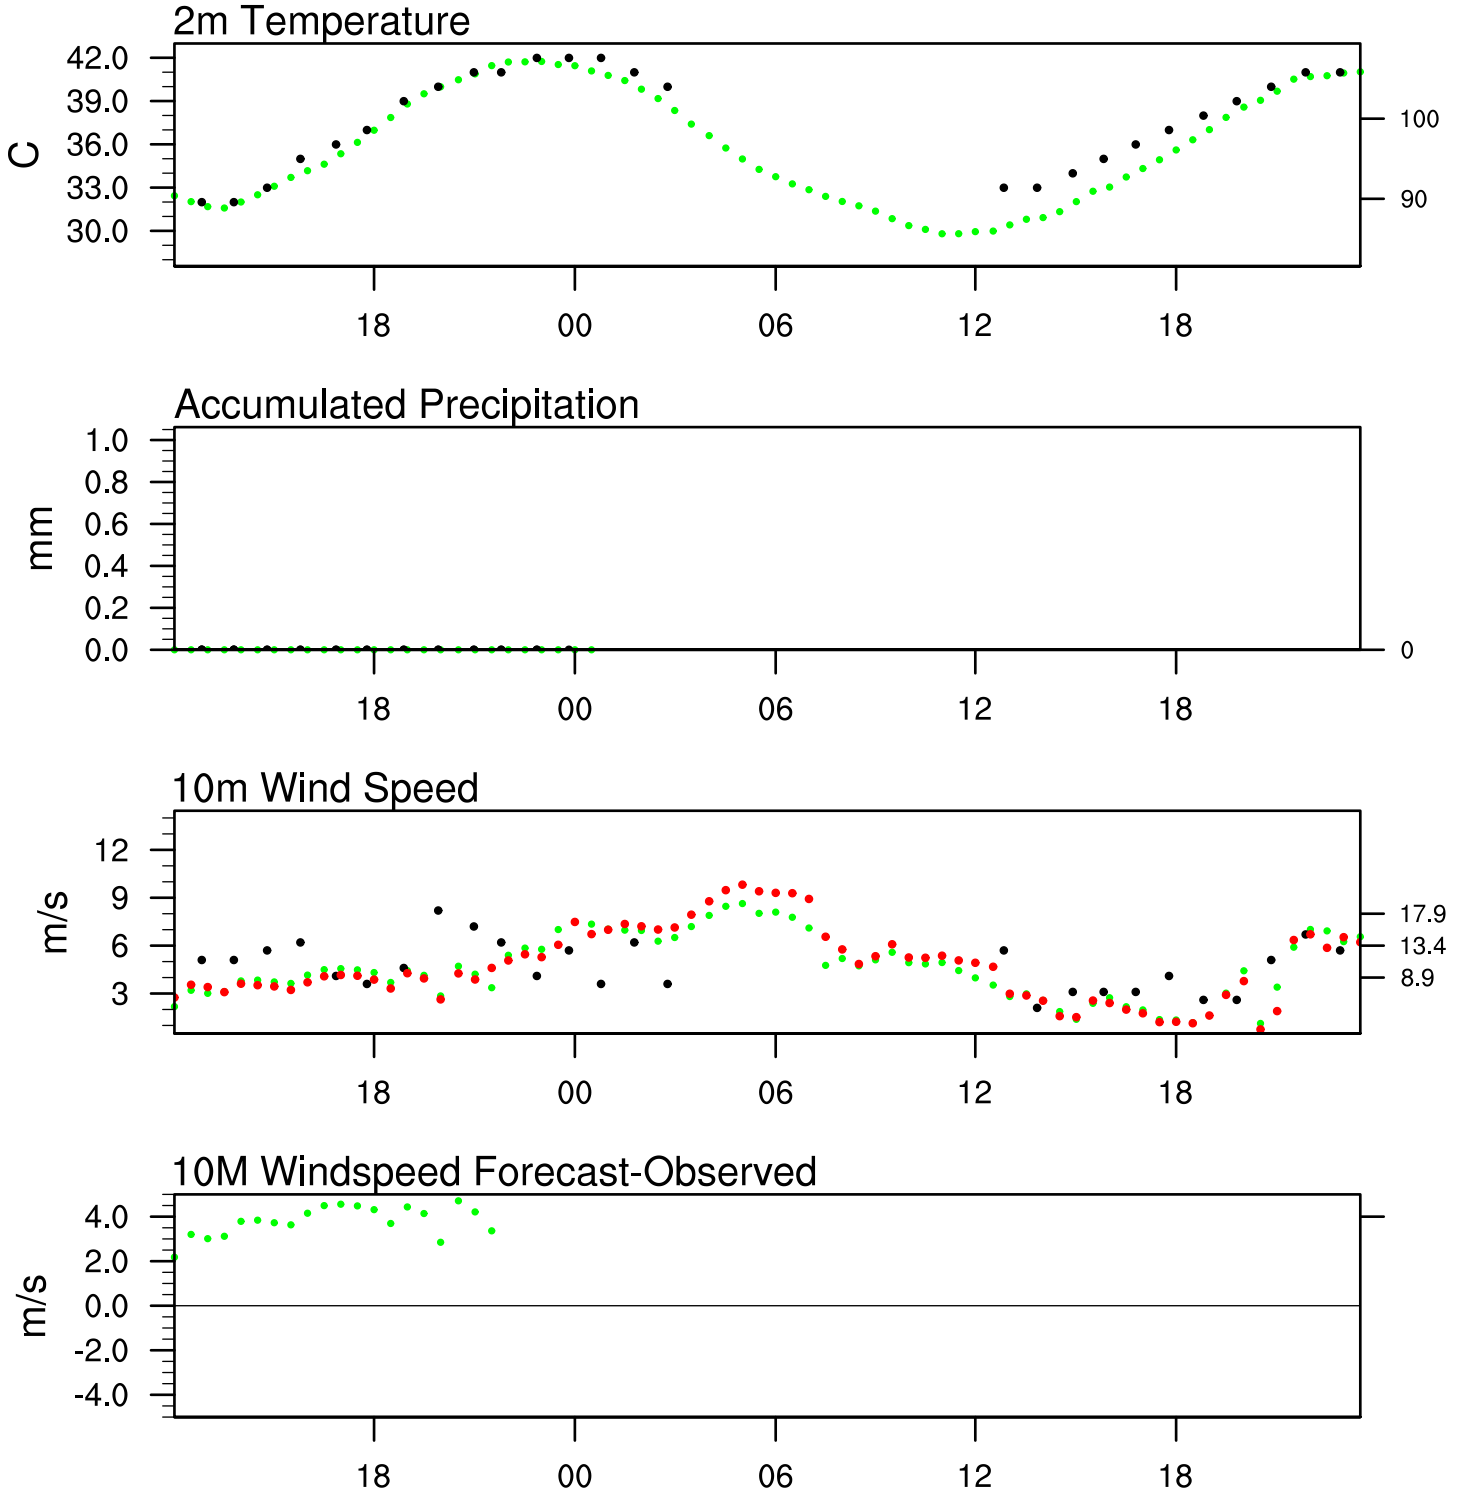 2m Temperature
42.0
39.0
36.0
33.0
30.0
C
100
90
18 00 06 12 18
Accumulated Precipitation
1.0
0.8
0.6
0.4
0.2
0.0
mm
0
18 00 06 12 18
10m Wind Speed
12
9
6
3
m/s
17.9
13.4
8.9
18 00 06 12 18
10M Windspeed Forecast-Observed
4.0
2.0
0.0
-2.0
-4.0
m/s
18 00 06 12 18